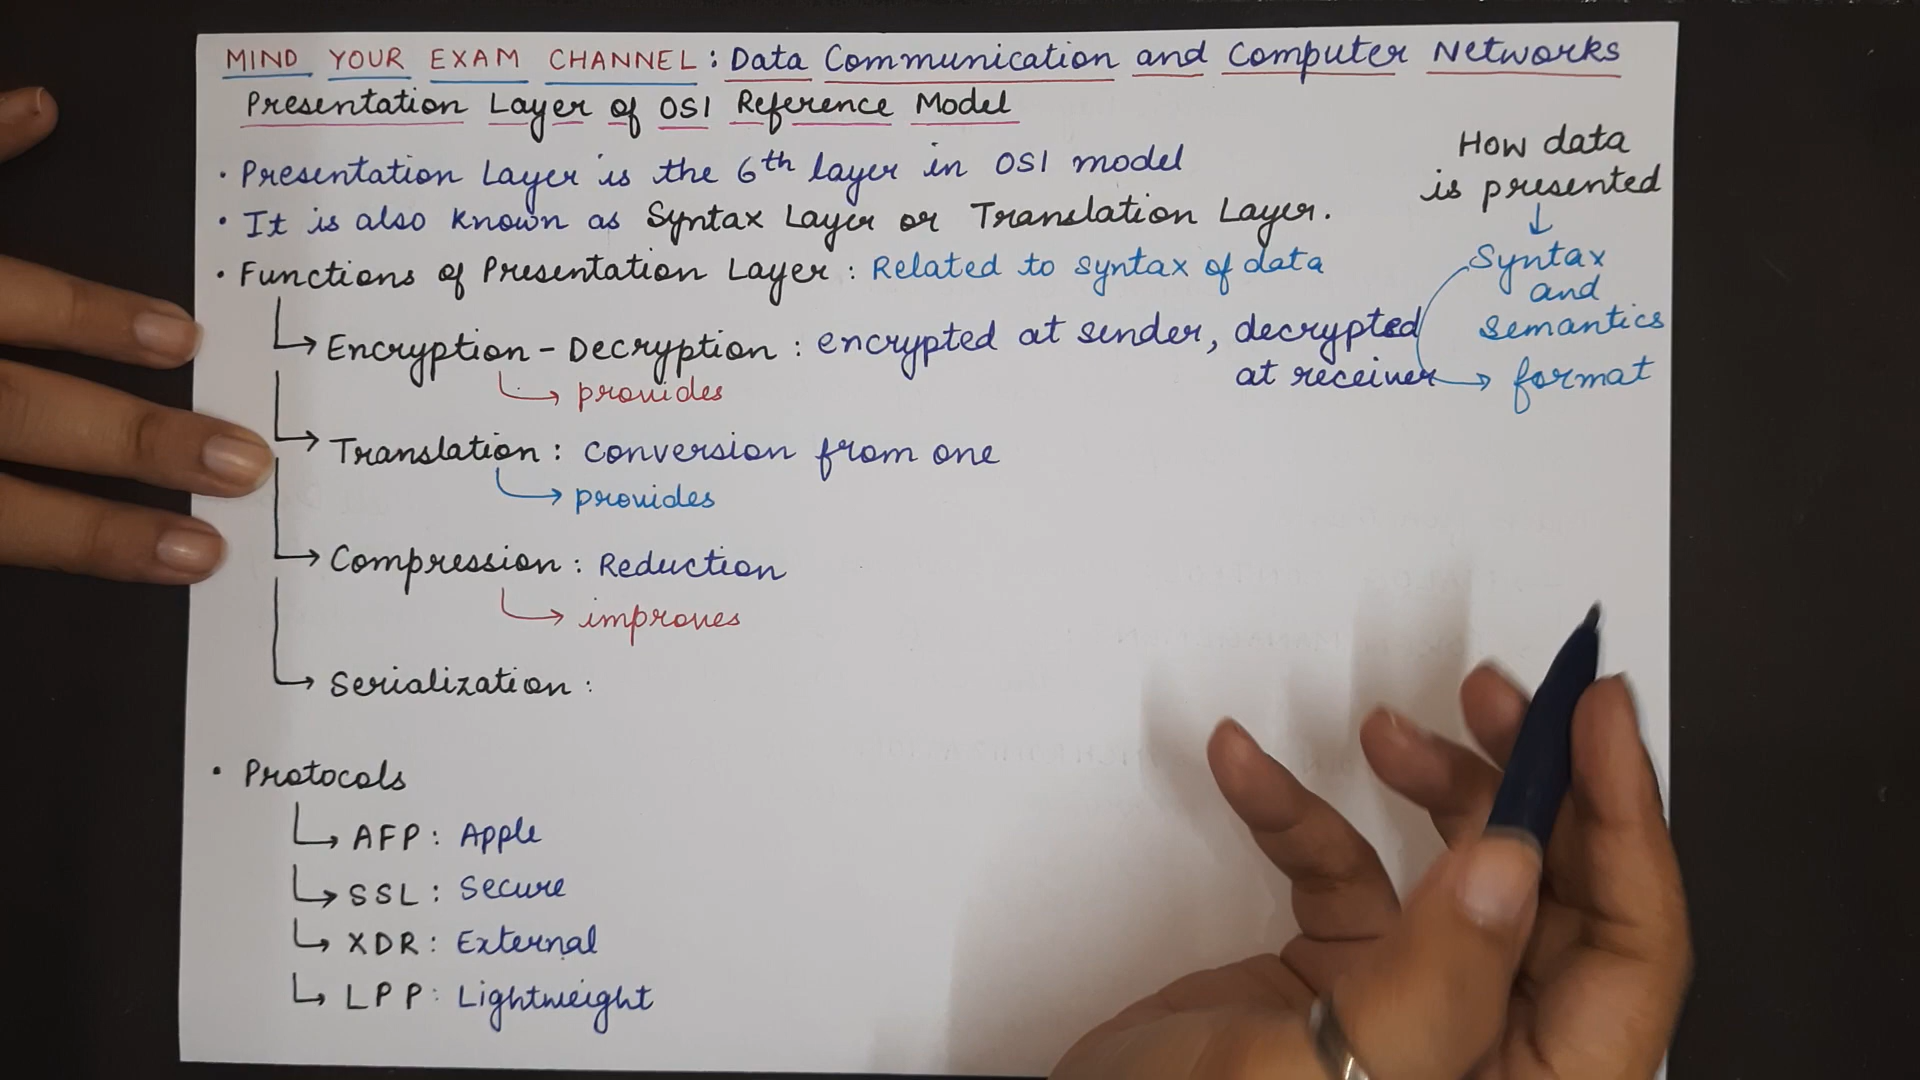 MIND YOUR EXAM CHANNEL : Data Communication and Computer Networks
Presentation Layer of OSI Reference Model
• Presentation Layer is the 6th layer in OSI model
• It is also known as Syntax Layer or Translation Layer.
• Functions of Presentation Layer : Related to syntax of data
→ Encryption - Decryption : encrypted at sender, decrypted
at receiver
→ provides
→ Translation : conversion from one
→ provides
→ Compression : Reduction
→ improves
→ Serialization :
• Protocols
→ AFP : Apple
→ SSL : Secure
→ XDR : External
→ LPP : Lightweight
How data
is presented
↓
Syntax
and
semantics
→ format